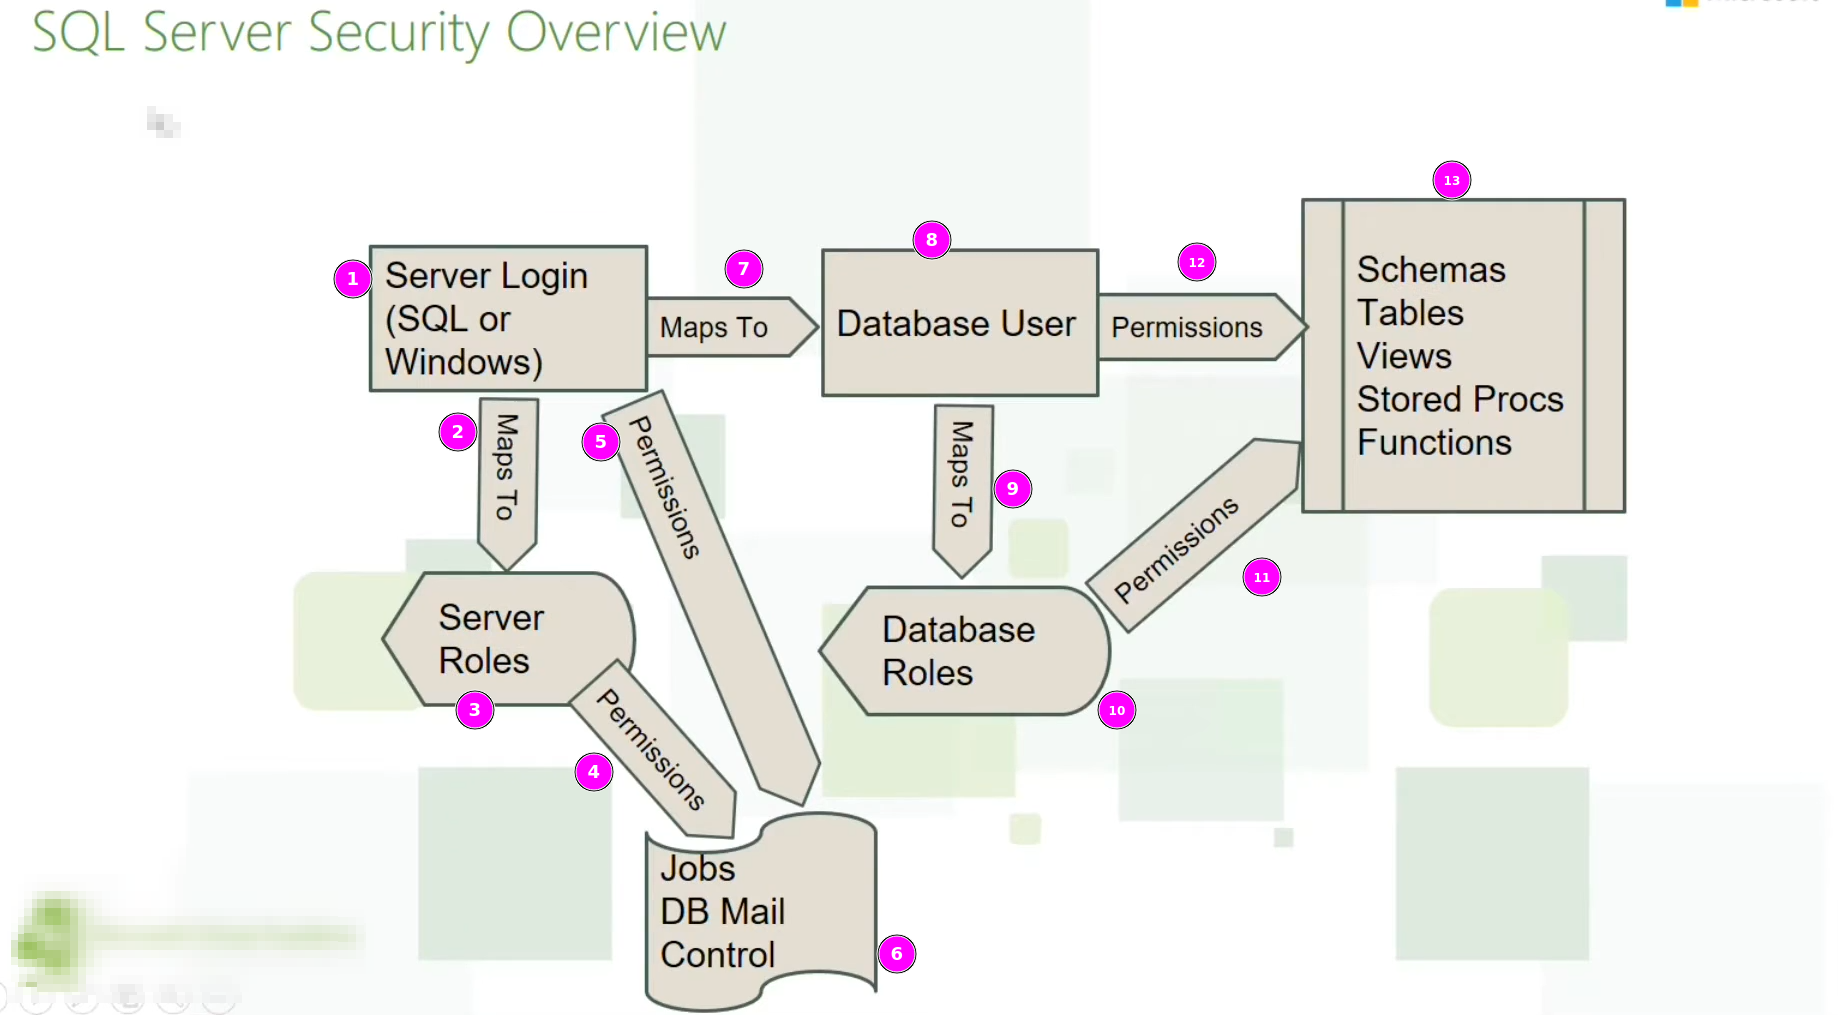 SQL Server Security Overview
13
8
12
7
1
Server Login
(SQL or
Windows)
Maps To
Database User
Permissions
Schemas
Tables
Views
Stored Procs
Functions
2
Maps To
5
Permissions
Maps To
9
Permissions
11
Server
Roles
3
Database
Roles
10
Permissions
4
Jobs
DB Mail
Control
6